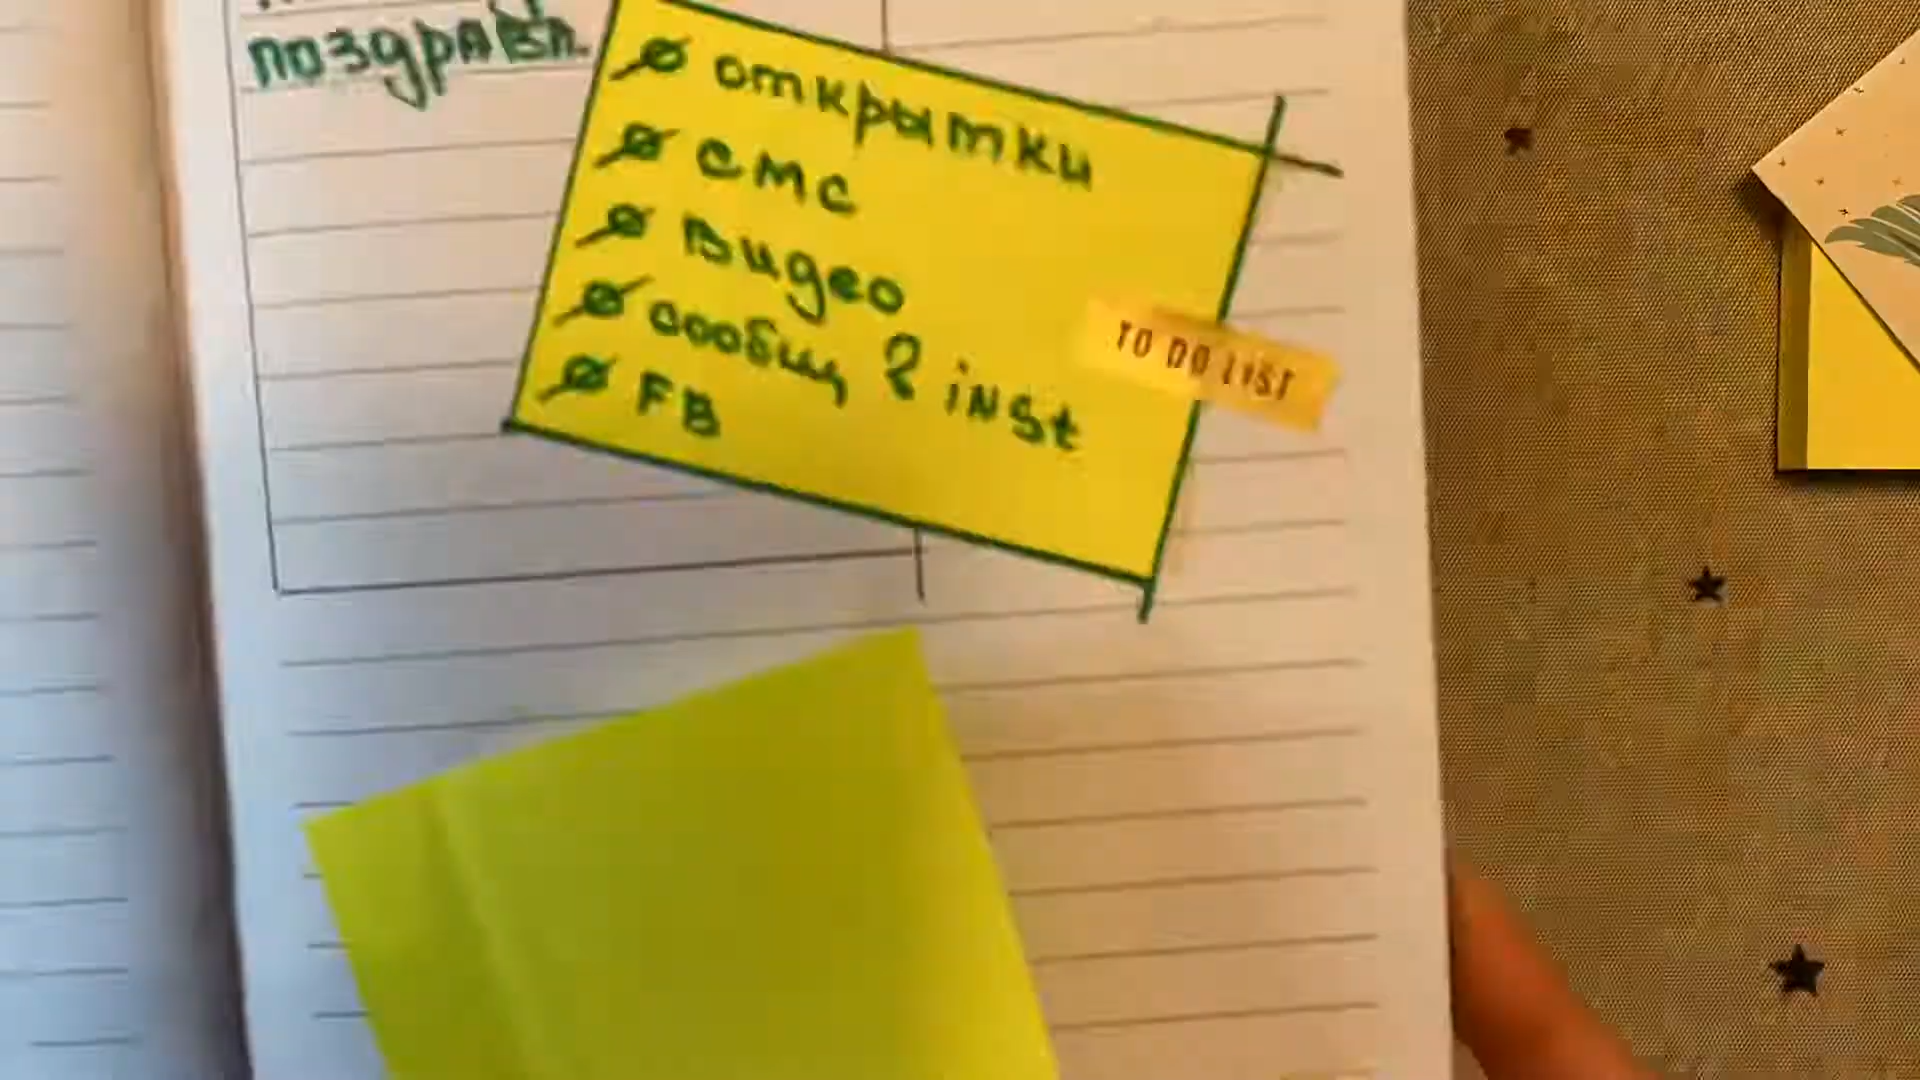 поздравл.
открытки
смс
видео
сообщ в inst
FB
TO DO LIST